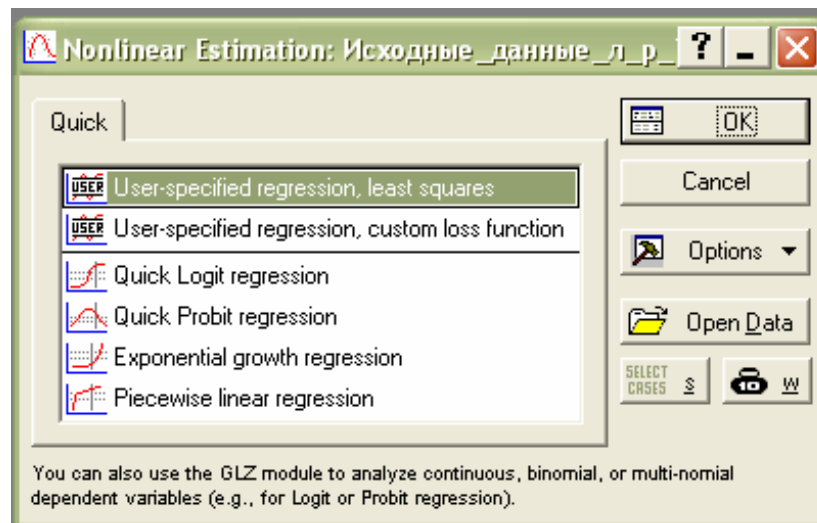 Nonlinear Estimation: Исходные_данные_л_р_
Quick
OK
USER User-specified regression, least squares
Cancel
USER User-specified regression, custom loss function
Options
Quick Logit regression
Quick Probit regression
Open Data
Exponential growth regression
SELECT CASES S
W
Piecewise linear regression
You can also use the GLZ module to analyze continuous, binomial, or multi-nomial
dependent variables (e.g., for Logit or Probit regression).